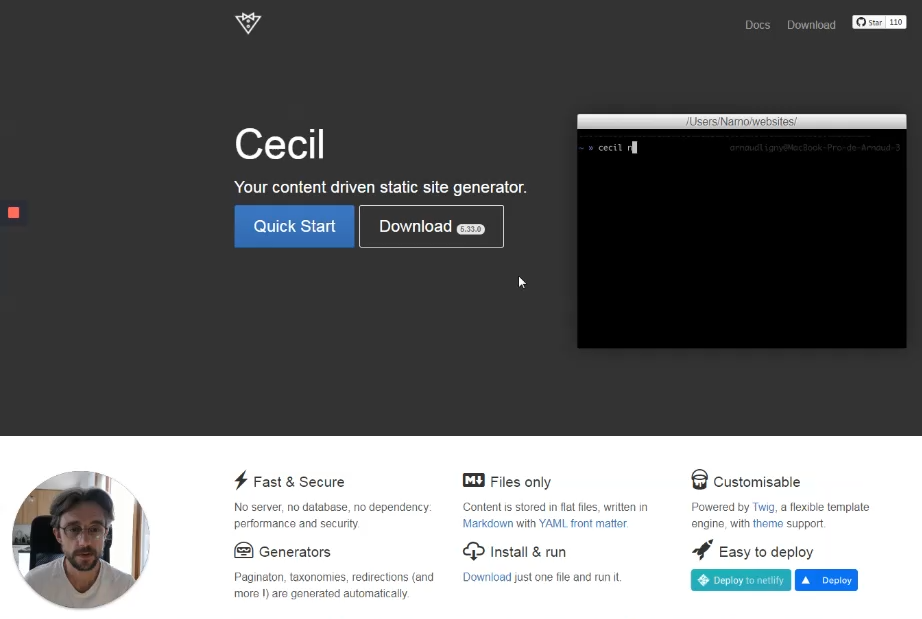 Docs
Download
Star 110
/Users/Narno/websites/
~ » cecil n
arnaudligny@MacBook-Pro-de-Arnaud-3
Cecil
Your content driven static site generator.
Quick Start
Download 5.33.0
Fast & Secure
No server, no database, no dependency:
performance and security.
Files only
Content is stored in flat files, written in
Markdown with YAML front matter.
Customisable
Powered by Twig, a flexible template
engine, with theme support.
Generators
Paginaton, taxonomies, redirections (and
more !) are generated automatically.
Install & run
Download just one file and run it.
Easy to deploy
Deploy to netlify
Deploy